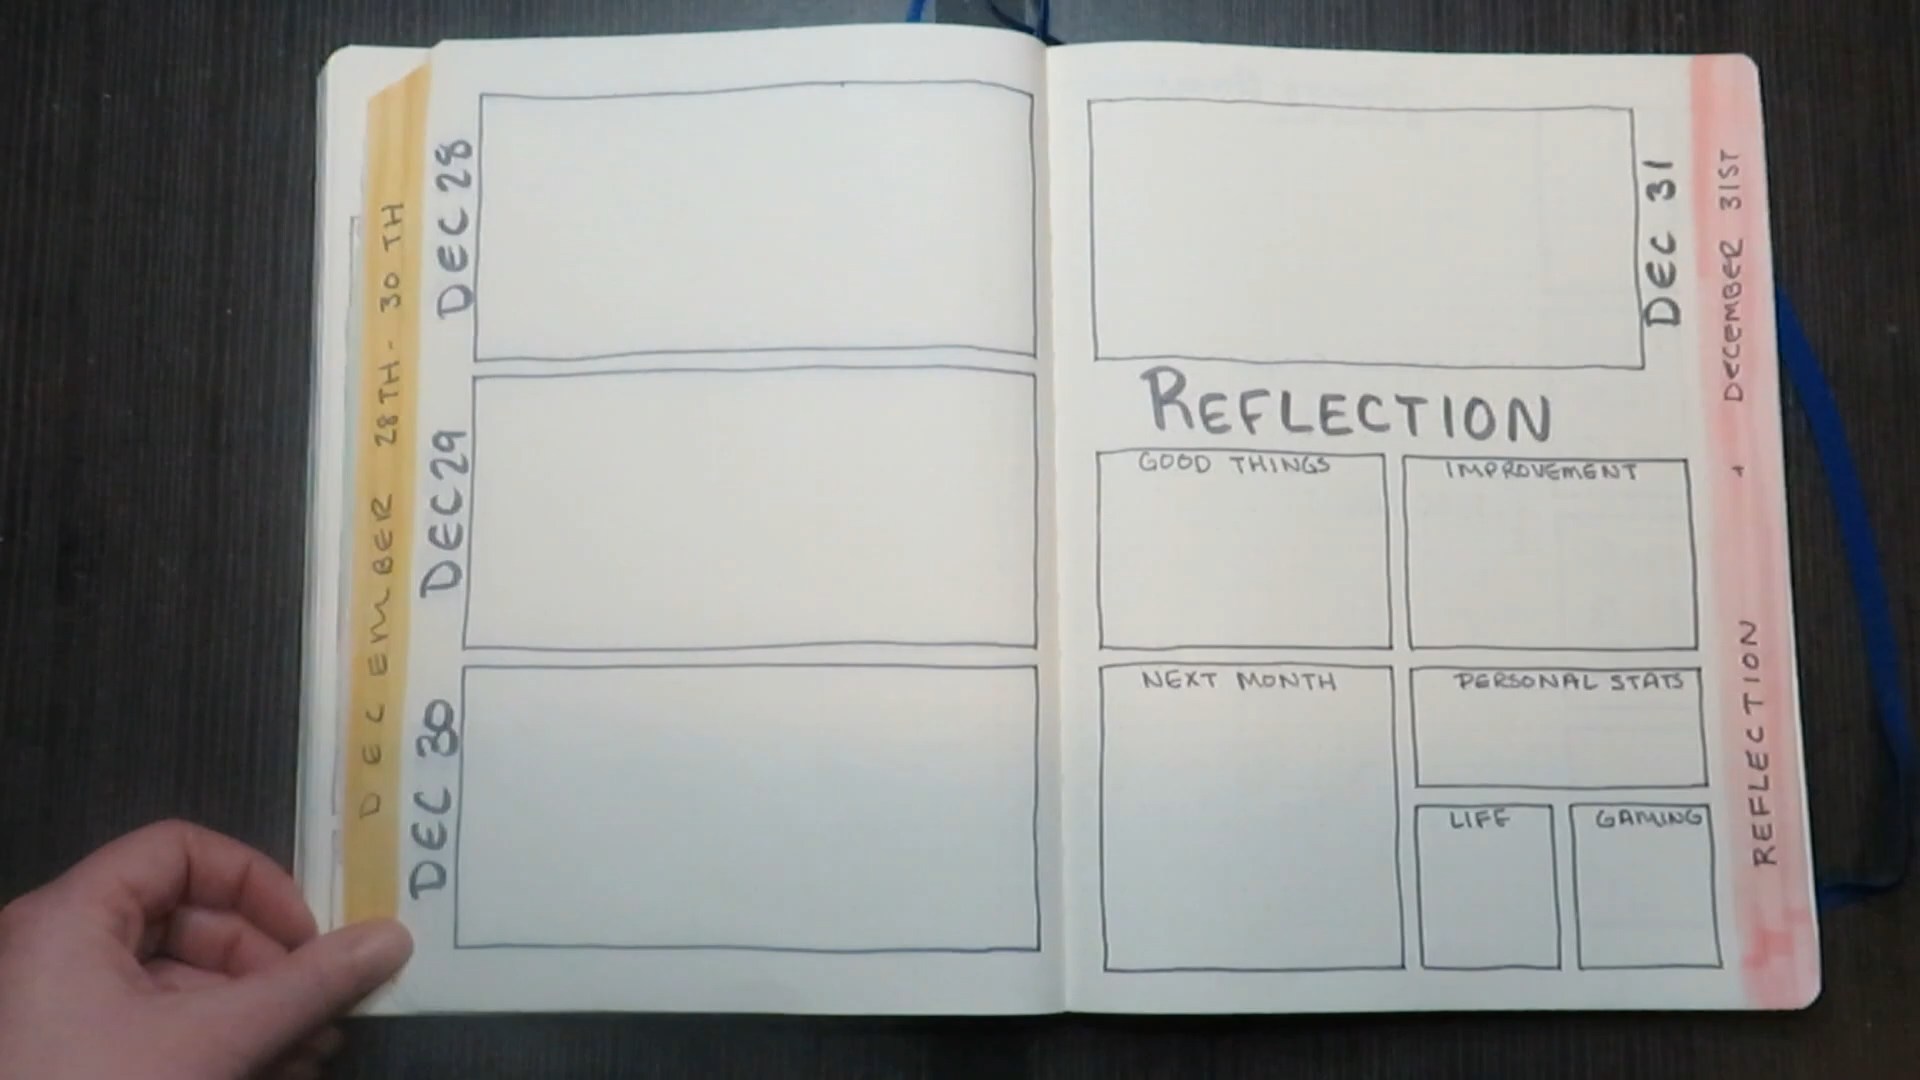 DECEMBER 28TH - 30TH
DEC 28
DEC 29
DEC 30
DEC 31
REFLECTION
GOOD THINGS
IMPROVEMENT
NEXT MONTH
PERSONAL STATS
LIFE
GAMING
REFLECTION + DECEMBER 31ST